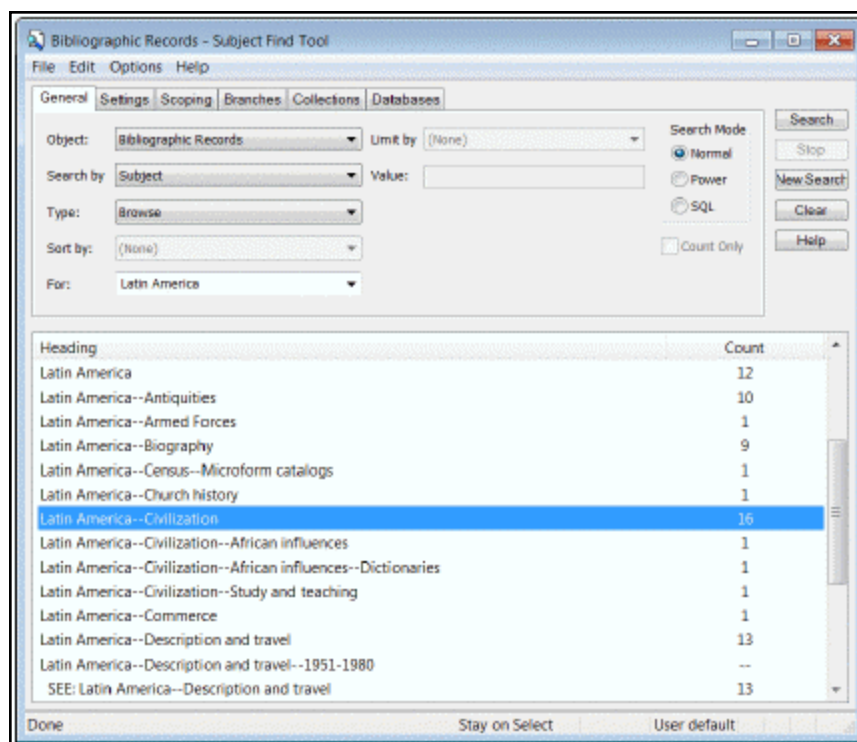 Bibliographic Records - Subject Find Tool
File Edit Options Help
General Settings Scoping Branches Collections Databases
Object: Bibliographic Records Limit by (None)
Search by Subject Value:
Type: Browse
Sort by: (None)
For: Latin America
Search Mode
Normal
Power
SQL
Count Only
Search
Stop
New Search
Clear
Help
Heading Count
Latin America 12
Latin America--Antiquities 10
Latin America--Armed Forces 1
Latin America--Biography 9
Latin America--Census--Microform catalogs 1
Latin America--Church history 1
Latin America--Civilization 16
Latin America--Civilization--African influences 1
Latin America--Civilization--African influences--Dictionaries 1
Latin America--Civilization--Study and teaching 1
Latin America--Commerce 1
Latin America--Description and travel 13
Latin America--Description and travel--1951-1980 --
SEE: Latin America--Description and travel 13
Done Stay on Select User default